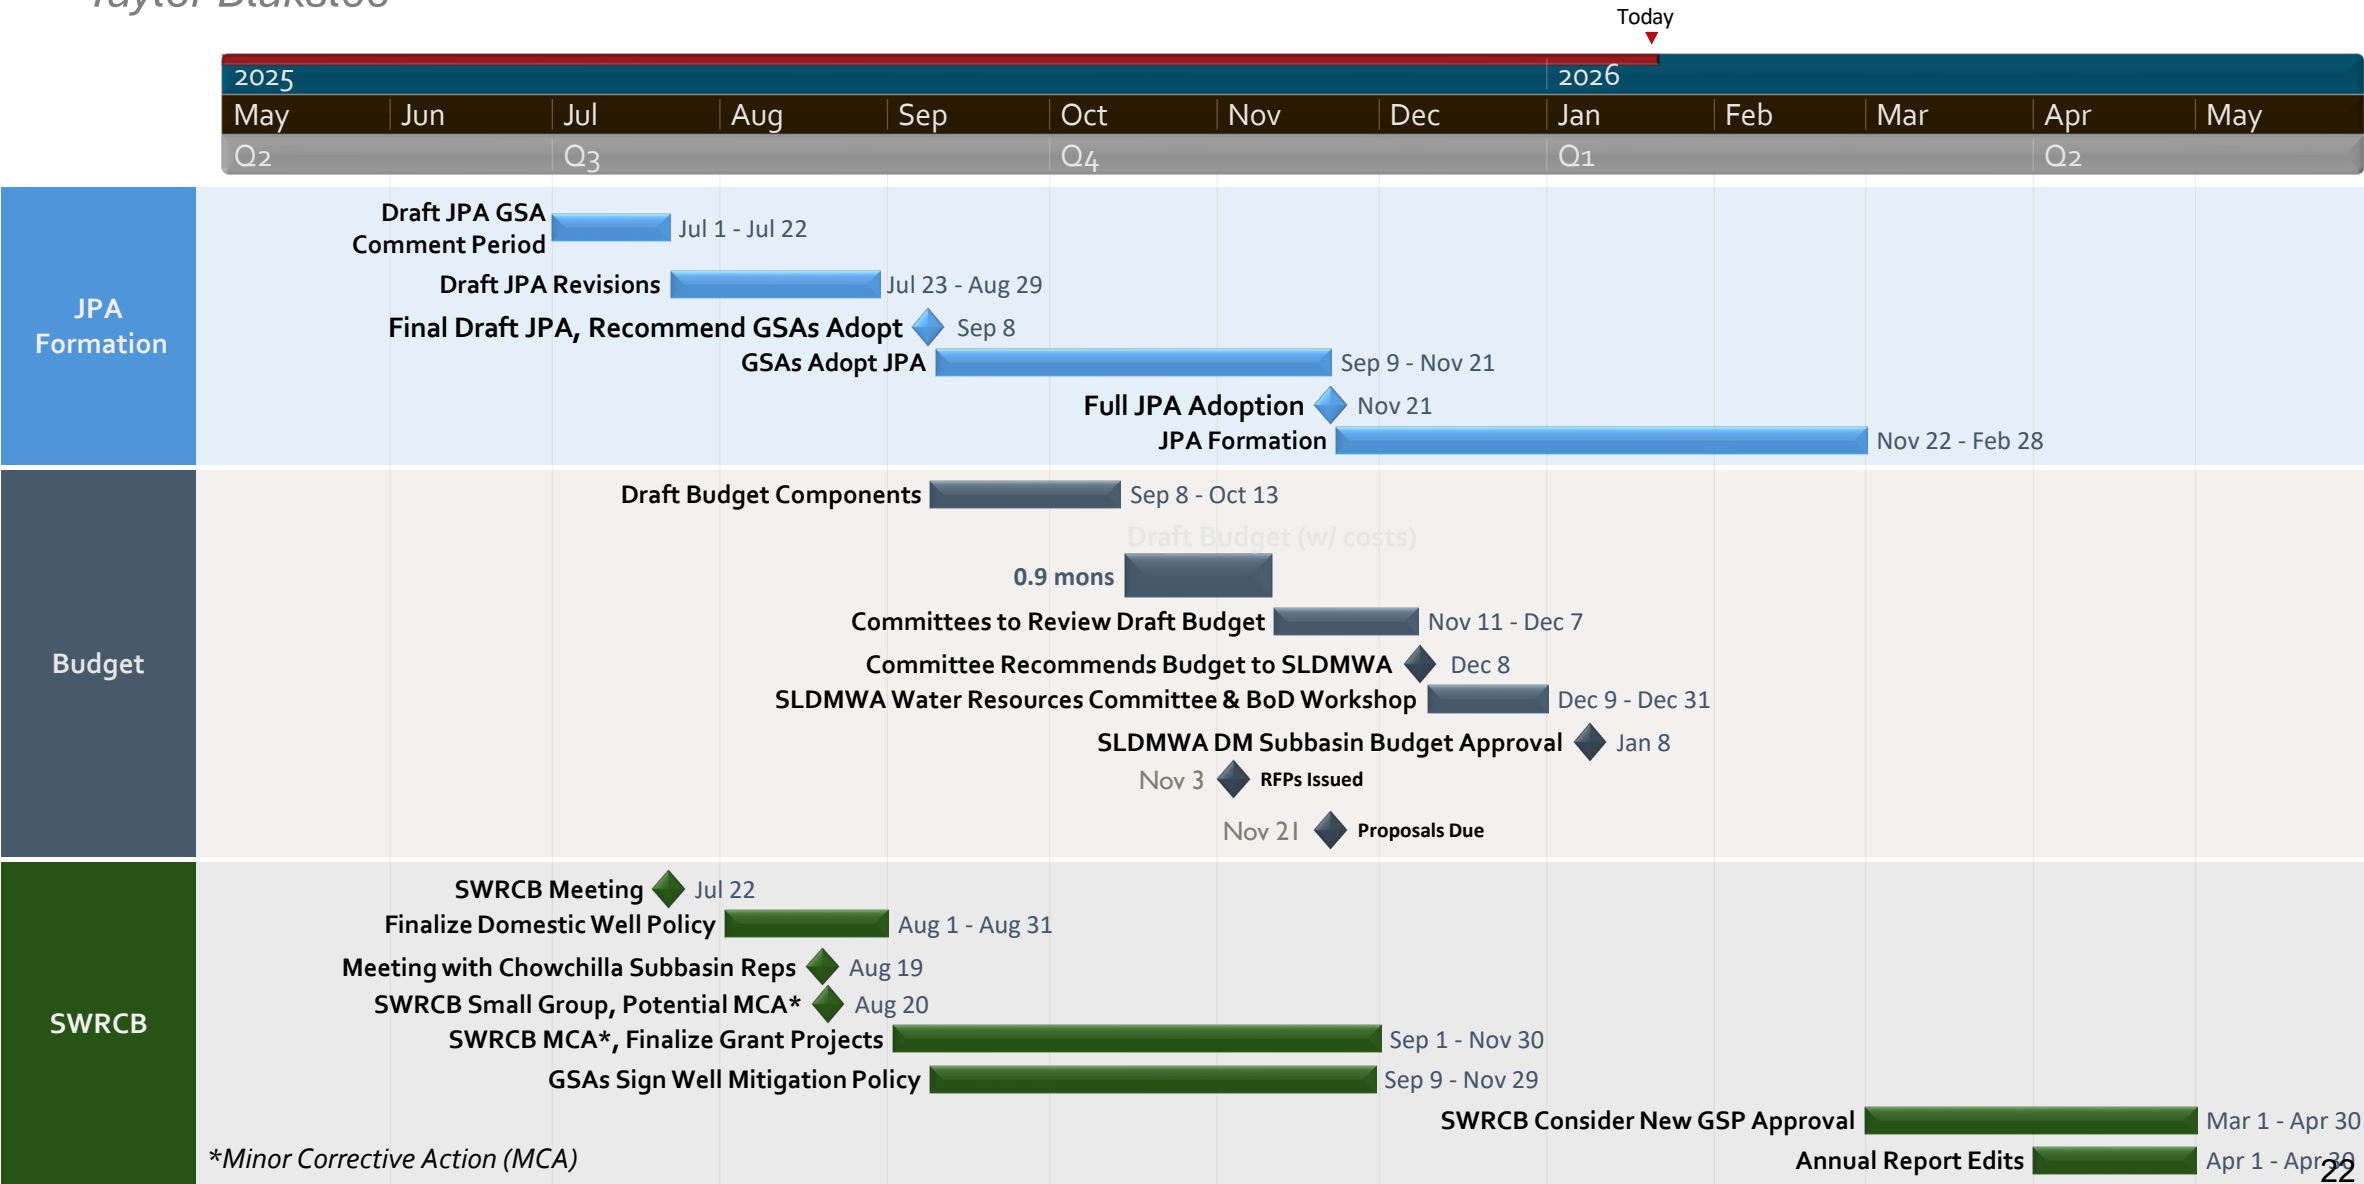 Today
2025 2026
May Jun Jul Aug Sep Oct Nov Dec Jan Feb Mar Apr May
Q2 Q3 Q4 Q1 Q2
JPA
Formation
Draft JPA GSA
Comment Period
Jul 1 - Jul 22
Draft JPA Revisions Jul 23 - Aug 29
Final Draft JPA, Recommend GSAs Adopt Sep 8
GSAs Adopt JPA Sep 9 - Nov 21
Full JPA Adoption Nov 21
JPA Formation Nov 22 - Feb 28
Budget
Draft Budget Components Sep 8 - Oct 13
Draft Budget (w/ costs)
0.9 mons
Committees to Review Draft Budget Nov 11 - Dec 7
Committee Recommends Budget to SLDMWA Dec 8
SLDMWA Water Resources Committee & BoD Workshop Dec 9 - Dec 31
SLDMWA DM Subbasin Budget Approval Jan 8
Nov 3 RFPs Issued
Nov 21 Proposals Due
SWRCB
SWRCB Meeting Jul 22
Finalize Domestic Well Policy Aug 1 - Aug 31
Meeting with Chowchilla Subbasin Reps Aug 19
SWRCB Small Group, Potential MCA* Aug 20
SWRCB MCA*, Finalize Grant Projects Sep 1 - Nov 30
GSAs Sign Well Mitigation Policy Sep 9 - Nov 29
SWRCB Consider New GSP Approval Mar 1 - Apr 30
Annual Report Edits Apr 1 - Apr 30
*Minor Corrective Action (MCA)
22